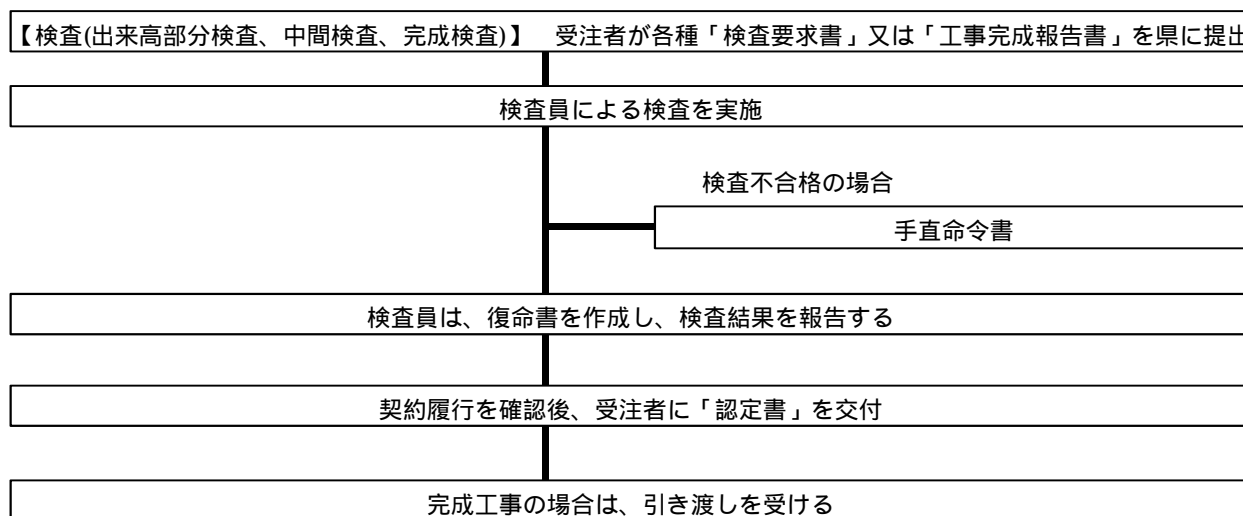 【検査(出来高部分検査、中間検査、完成検査)】　受注者が各種「検査要求書」又は「工事完成報告書」を県に提出
検査員による検査を実施
検査不合格の場合
手直命令書
検査員は、復命書を作成し、検査結果を報告する
契約履行を確認後、受注者に「認定書」を交付
完成工事の場合は、引き渡しを受ける